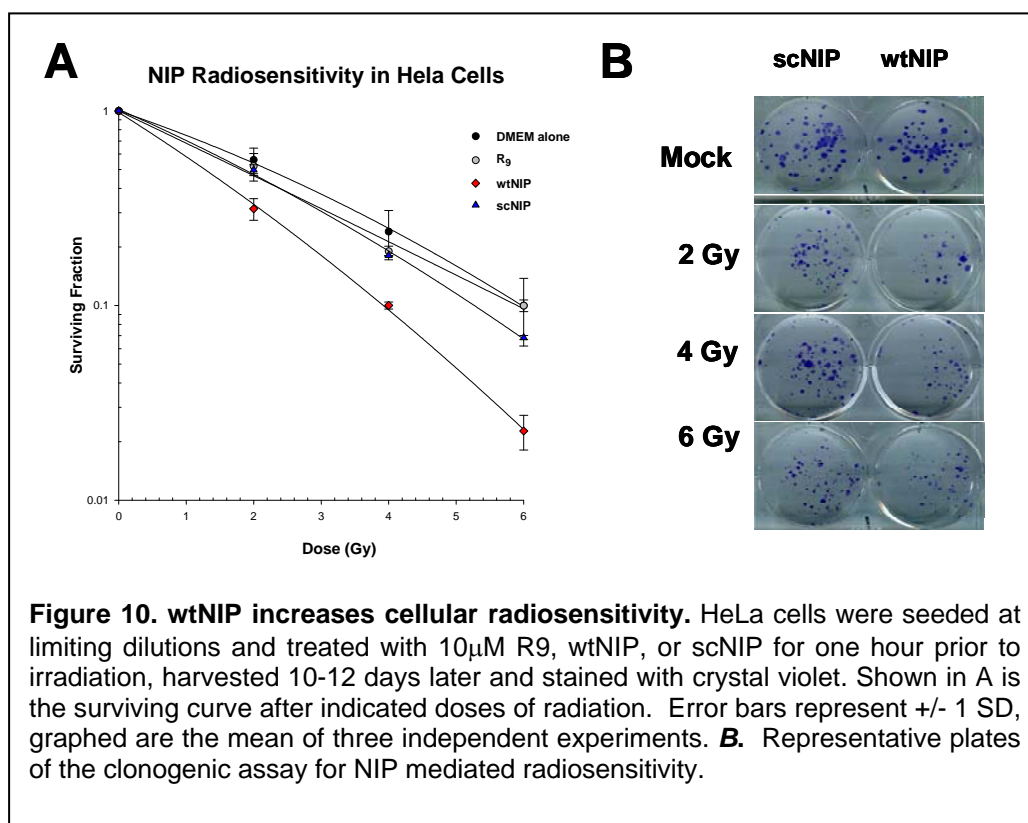 A
NIP Radiosensitivity in Hela Cells
Surviving Fraction
1
0.1
0.01
0
1
2
3
4
5
6
Dose (Gy)
DMEM alone
R9
wtNIP
scNIP
B
scNIP wtNIP
Mock
2 Gy
4 Gy
6 Gy
Figure 10. wtNIP increases cellular radiosensitivity. HeLa cells were seeded at
limiting dilutions and treated with 10μM R9, wtNIP, or scNIP for one hour prior to
irradiation, harvested 10-12 days later and stained with crystal violet. Shown in A is
the surviving curve after indicated doses of radiation. Error bars represent +/- 1 SD,
graphed are the mean of three independent experiments. B. Representative plates
of the clonogenic assay for NIP mediated radiosensitivity.